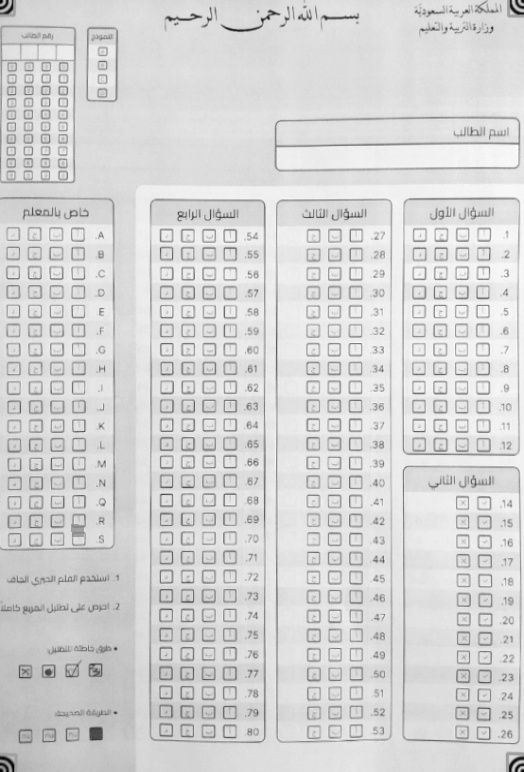 المملكة العربية السعودية
وزارة التربية والتعليم
بسم الله الرحمن الرحيم
النموذج
رقم الطالب
اسم الطالب
السؤال الأول
1. أ ب ج د
2. أ ب ج د
3. أ ب ج د
4. أ ب ج د
5. أ ب ج د
6. أ ب ج د
7. أ ب ج د
8. أ ب ج د
9. أ ب ج د
10. أ ب ج د
11. أ ب ج د
12. أ ب ج د
السؤال الثاني
14. ✓ ×
15. ✓ ×
16. ✓ ×
17. ✓ ×
18. ✓ ×
19. ✓ ×
20. ✓ ×
21. ✓ ×
22. ✓ ×
23. ✓ ×
24. ✓ ×
25. ✓ ×
26. ✓ ×
السؤال الثالث
27. أ ب ج
28. أ ب ج
29. أ ب ج
30. أ ب ج
31. أ ب ج
32. أ ب ج
33. أ ب ج
34. أ ب ج
35. أ ب ج
36. أ ب ج
37. أ ب ج
38. أ ب ج
39. أ ب ج
40. أ ب ج
41. أ ب ج
42. أ ب ج
43. أ ب ج
44. أ ب ج
45. أ ب ج
46. أ ب ج
47. أ ب ج
48. أ ب ج
49. أ ب ج
50. أ ب ج
51. أ ب ج
52. أ ب ج
53. أ ب ج
السؤال الرابع
54. أ ب ج د
55. أ ب ج د
56. أ ب ج د
57. أ ب ج د
58. أ ب ج د
59. أ ب ج د
60. أ ب ج د
61. أ ب ج د
62. أ ب ج د
63. أ ب ج د
64. أ ب ج د
65. أ ب ج د
66. أ ب ج د
67. أ ب ج د
68. أ ب ج د
69. أ ب ج د
70. أ ب ج د
71. أ ب ج د
72. أ ب ج د
73. أ ب ج د
74. أ ب ج د
75. أ ب ج د
76. أ ب ج د
77. أ ب ج د
78. أ ب ج د
79. أ ب ج د
80. أ ب ج د
خاص بالمعلم
A. أ ب ج د
B. أ ب ج د
C. أ ب ج د
D. أ ب ج د
E أ ب ج د
F. أ ب ج د
G. أ ب ج د
H. أ ب ج د
I. أ ب ج د
J. أ ب ج د
K. أ ب ج د
L. أ ب ج د
M. أ ب ج د
N. أ ب ج د
Q. أ ب ج د
R. أ ب ج د
S أ ب ج د
1. استخدم القلم الحبري الجاف
2. احرص على تظليل المربع كاملاً
• طرق خاطئة للتظليل:
• الطريقة الصحيحة: